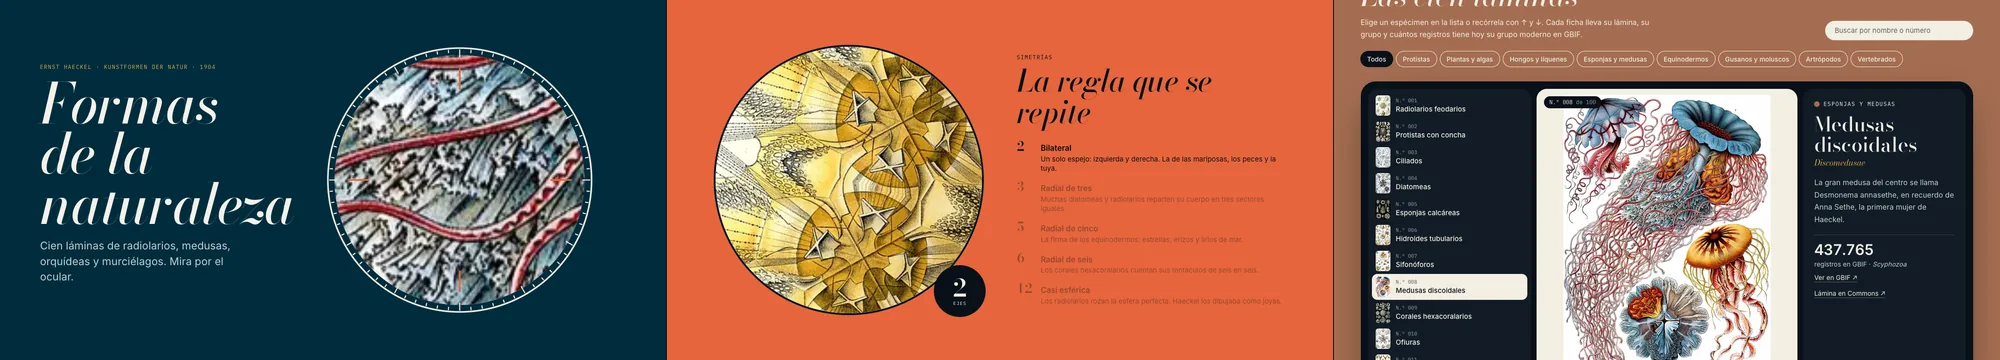 ERNST HAECKEL · KUNSTFORMEN DER NATUR · 1904
Formas
de la
naturaleza
Cien láminas de radiolarios, medusas,
orquídeas y murciélagos. Mira por el
ocular.
SIMETRÍAS
La regla que se
repite
2 Bilateral
Un solo espejo: izquierda y derecha. La de las mariposas, los peces y la
tuya.
3 Radial de tres
Muchas diatomeas y radiolarios reparten su cuerpo en tres sectores
iguales.
5 Radial de cinco
La firma de los equinodermos: estrellas, erizos y lirios de mar.
6 Radial de seis
Los corales hexacoralarios cuentan sus tentáculos de seis en seis.
12 Casi esférica
Los radiolarios rozan la esfera perfecta. Haeckel los dibujaba como joyas.
2
EJES
Las cien láminas
Elige un espécimen en la lista o recórrela con ↑ y ↓. Cada ficha lleva su lámina, su
grupo y cuántos registros tiene hoy su grupo moderno en GBIF.
Buscar por nombre o número
Todos
Protistas
Plantas y algas
Hongos y líquenes
Esponjas y medusas
Equinodermos
Gusanos y moluscos
Artrópodos
Vertebrados
N.º 001
Radiolarios feodarios
N.º 002
Protistas con concha
N.º 003
Ciliados
N.º 004
Diatomeas
N.º 005
Esponjas calcáreas
N.º 006
Hidroides tubularios
N.º 007
Sifonóforos
N.º 008
Medusas discoidales
N.º 009
Corales hexacoralarios
N.º 010
Ofiuras
N.º 008 de 100
ESPONJAS Y MEDUSAS
Medusas
discoidales
Discomedusae
La gran medusa del centro se llama
Desmonema annasethe, en recuerdo de
Anna Sethe, la primera mujer de
Haeckel.
437.765
registros en GBIF · Scyphozoa
Ver en GBIF ↗
Lámina en Commons ↗